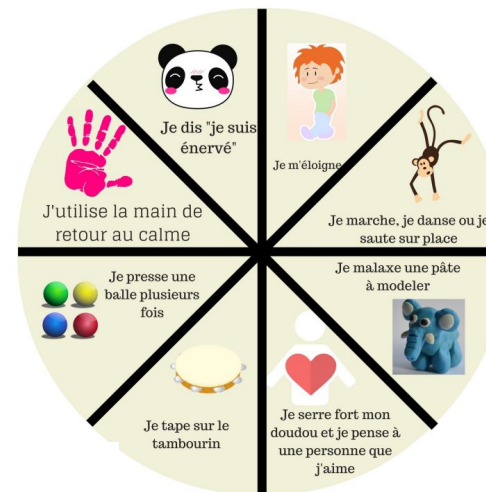 Je dis "je suis
énervé"
Je m'éloigne
J'utilise la main de
retour au calme
Je marche, je danse ou je
saute sur place
Je presse une
balle plusieurs
fois
Je malaxe une pâte
à modeler
Je tape sur le
tambourin
Je serre fort mon
doudou et je pense à
une personne que
j'aime